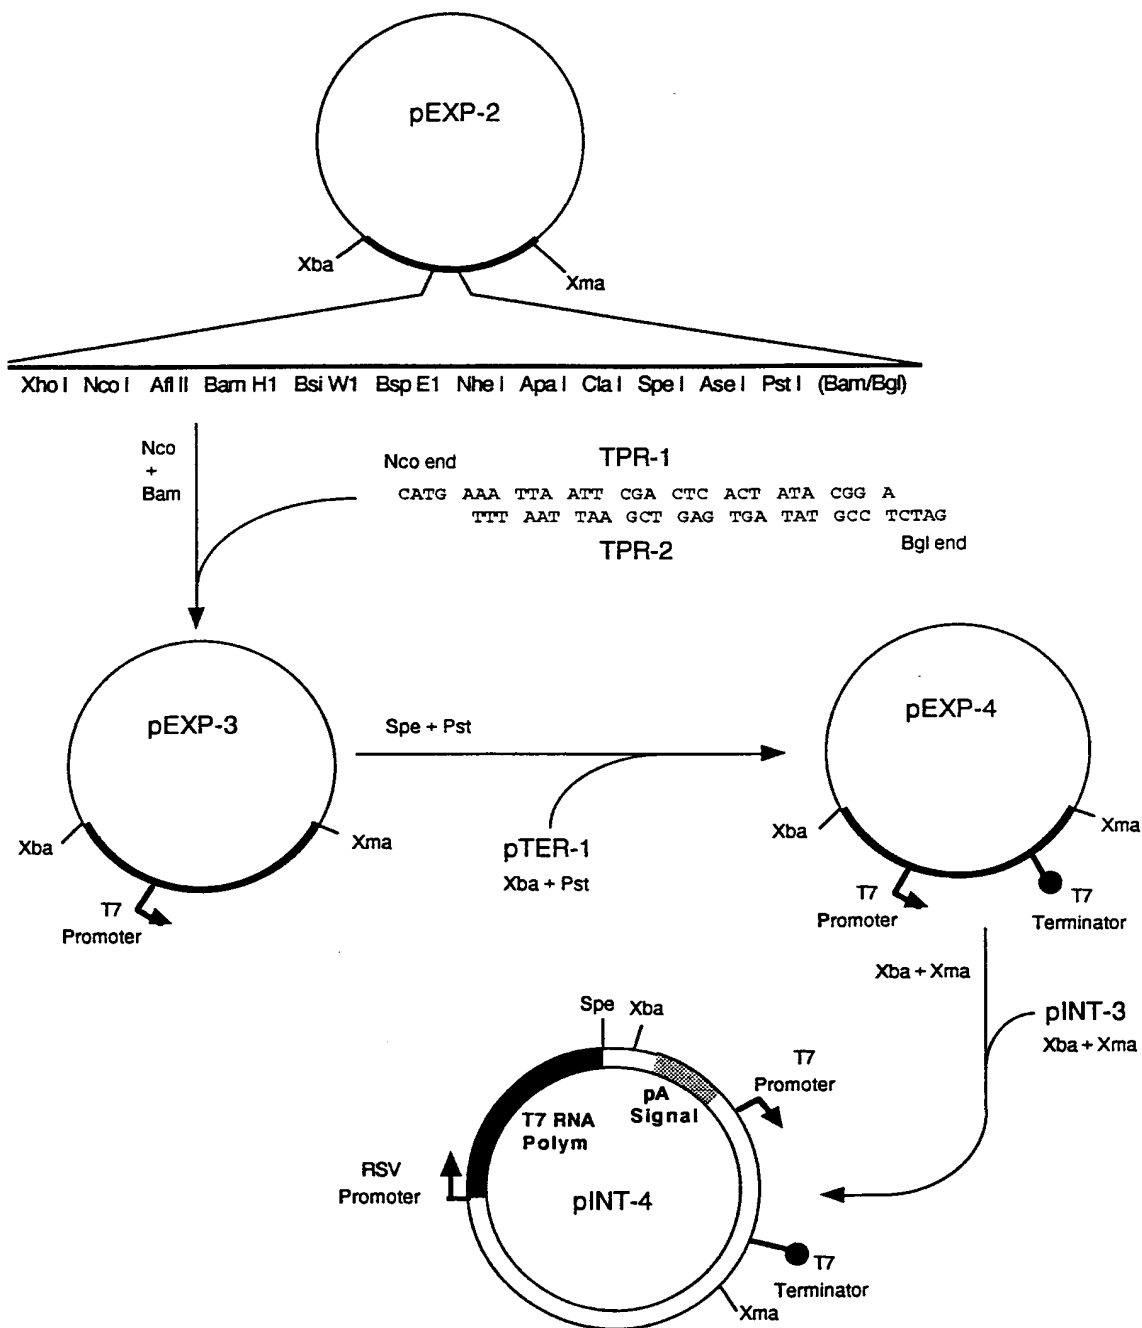 pEXP-2
Xba
Xma
Xho I Nco I Afl II Bam H1 Bsi W1 Bsp E1 Nhe I Apa I Cla I Spe I Ase I Pst I (Bam/Bgl)
Nco
+
Bam
Nco end
TPR-1
CATG AAA TTA ATT CGA CTC ACT ATA CGG A
TTT AAT TAA GCT GAG TGA TAT GCC TCTAG
TPR-2
Bgl end
pEXP-3
Xba
Xma
T7
Promoter
Spe + Pst
pTER-1
Xba + Pst
pEXP-4
Xba
Xma
T7
Promoter
T7
Terminator
Xba + Xma
pINT-3
Xba + Xma
Spe
Xba
T7
Promoter
pA
Signal
T7 RNA
Polym
RSV
Promoter
pINT-4
T7
Terminator
Xma